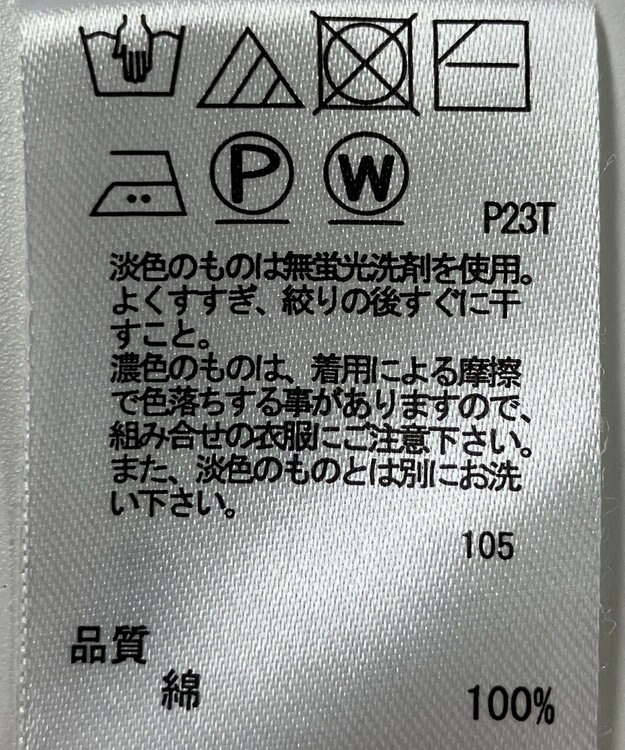 P W
P23T
淡色のものは無蛍光洗剤を使用。
よくすすぎ、絞りの後すぐに干
すこと。
濃色のものは、着用による摩擦
で色落ちする事がありますので、
組み合せの衣服にご注意下さい。
また、淡色のものとは別にお洗
い下さい。
105
品質
綿 100%